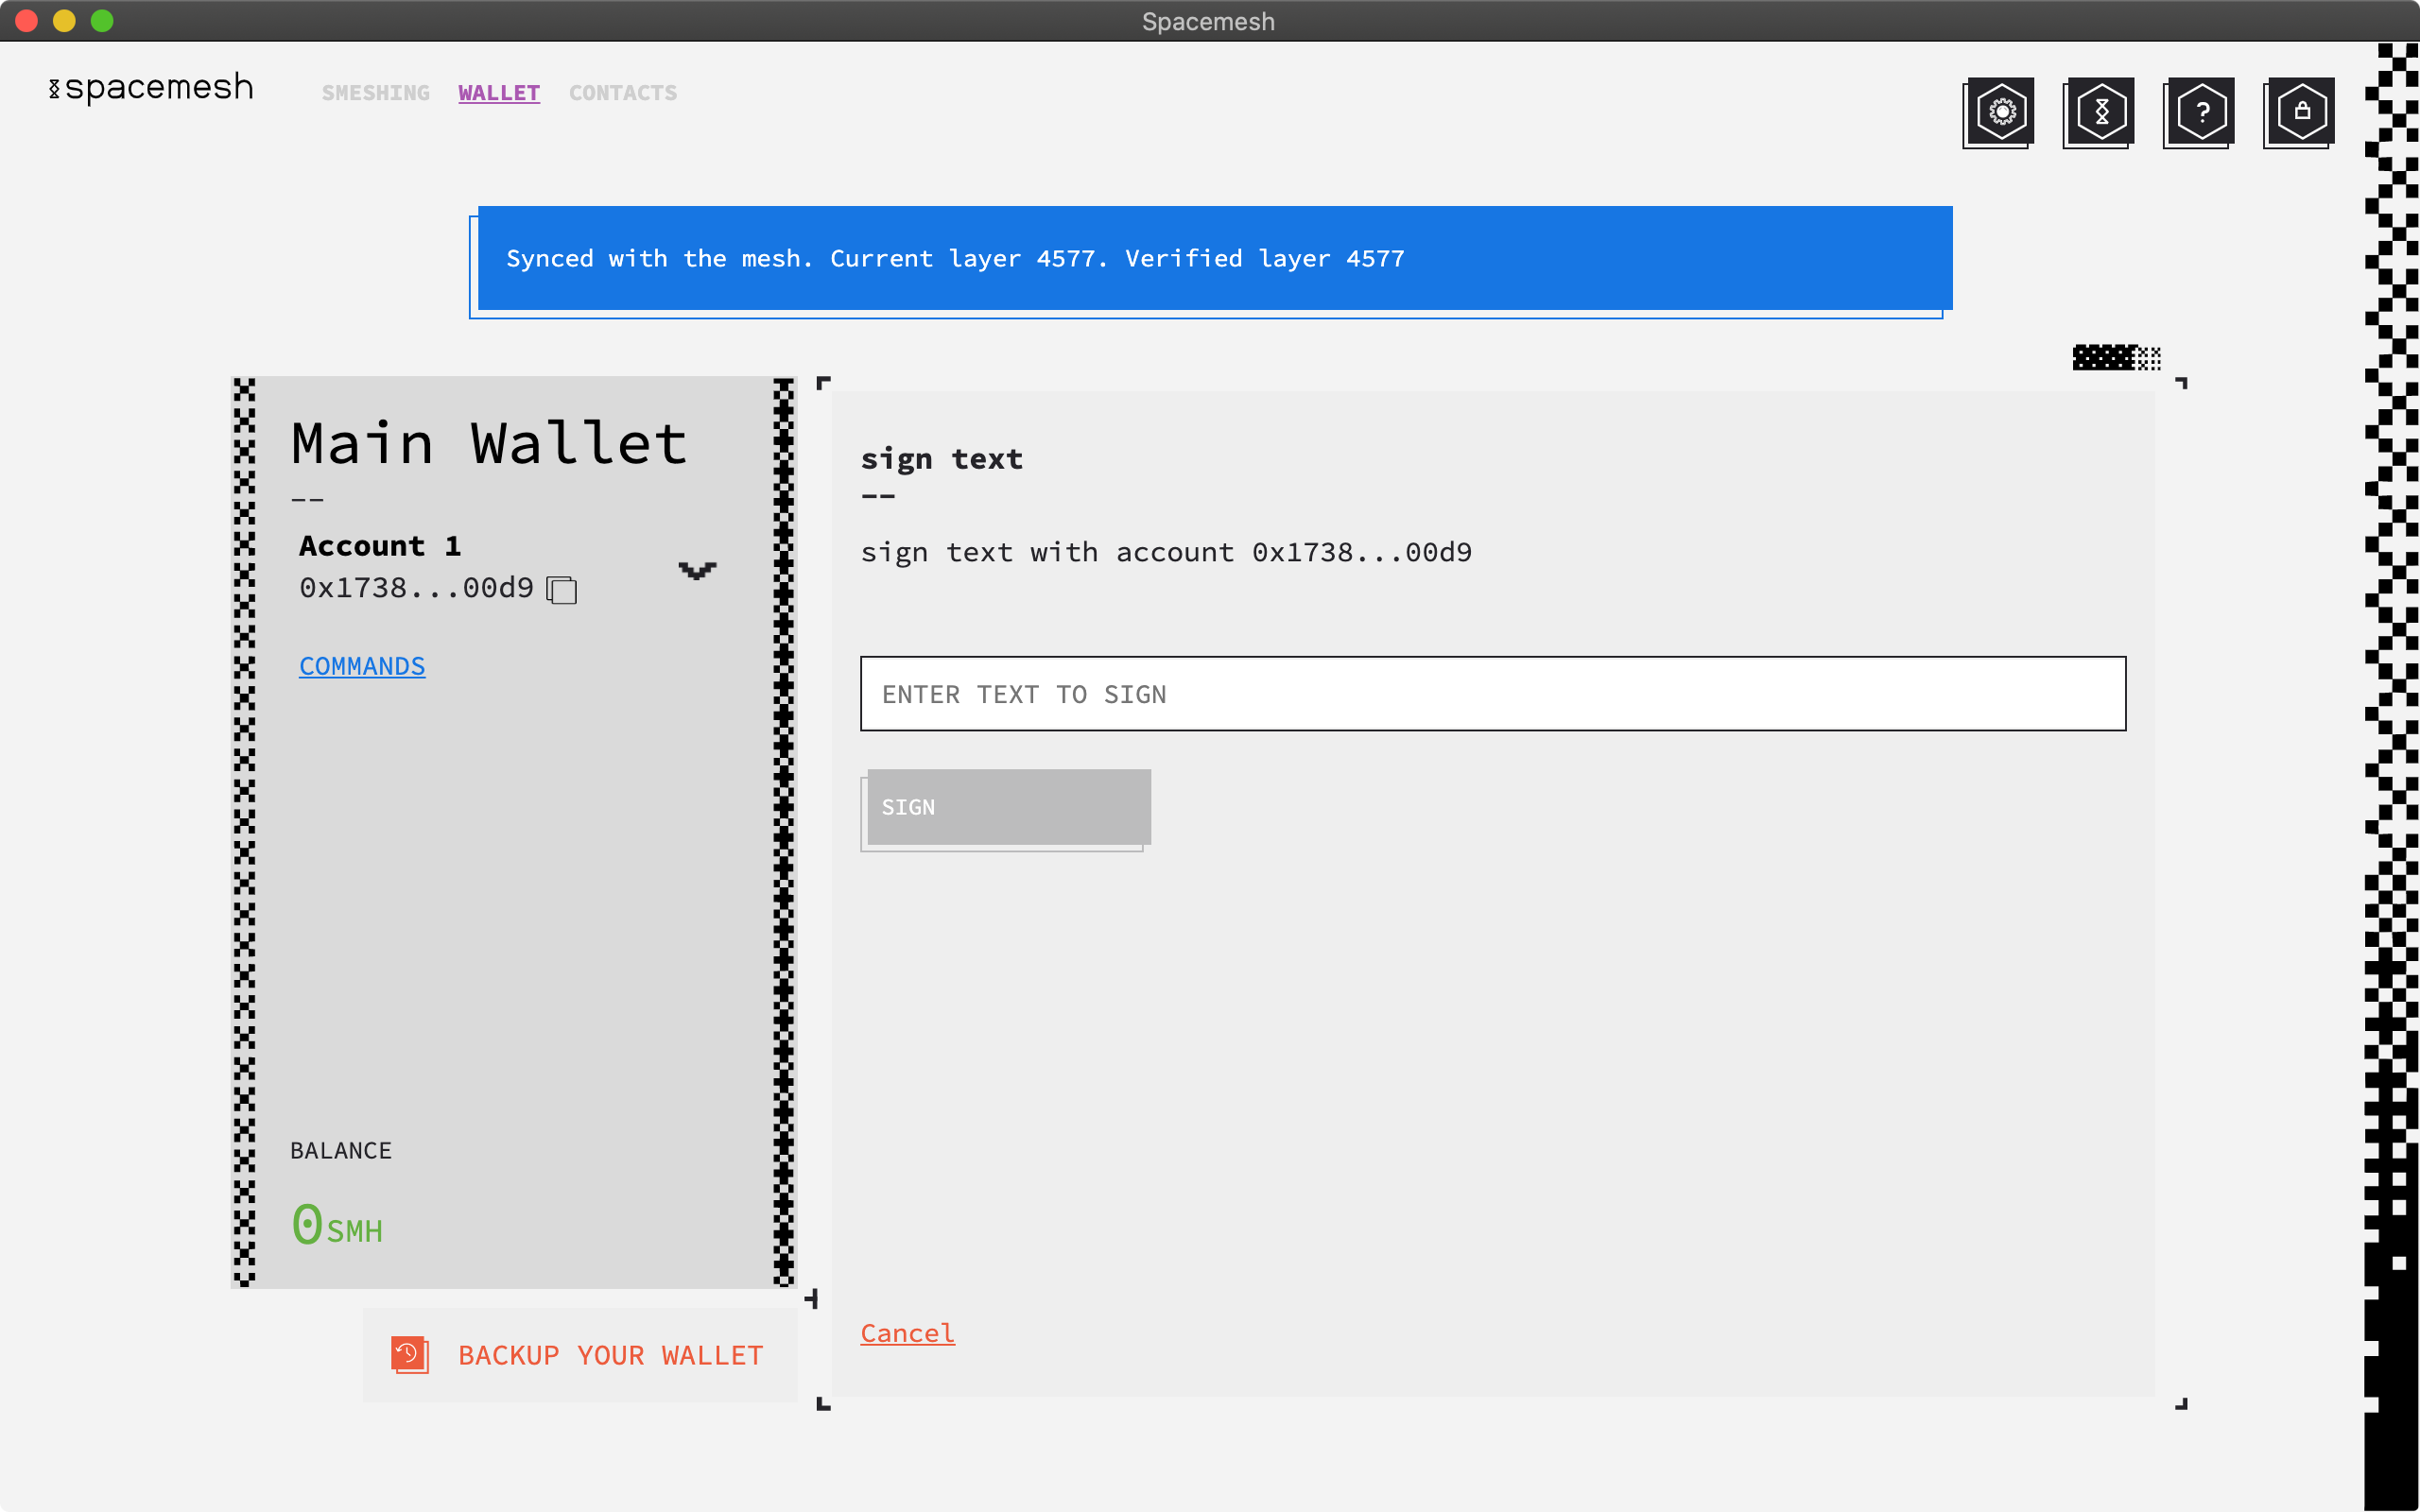 Spacemesh
spacemesh
SMESHING WALLET CONTACTS
?
Synced with the mesh. Current layer 4577. Verified layer 4577
Main Wallet
--
Account 1
0x1738...00d9
COMMANDS
BALANCE
0SMH
BACKUP YOUR WALLET
sign text
--
sign text with account 0x1738...00d9
ENTER TEXT TO SIGN
SIGN
Cancel